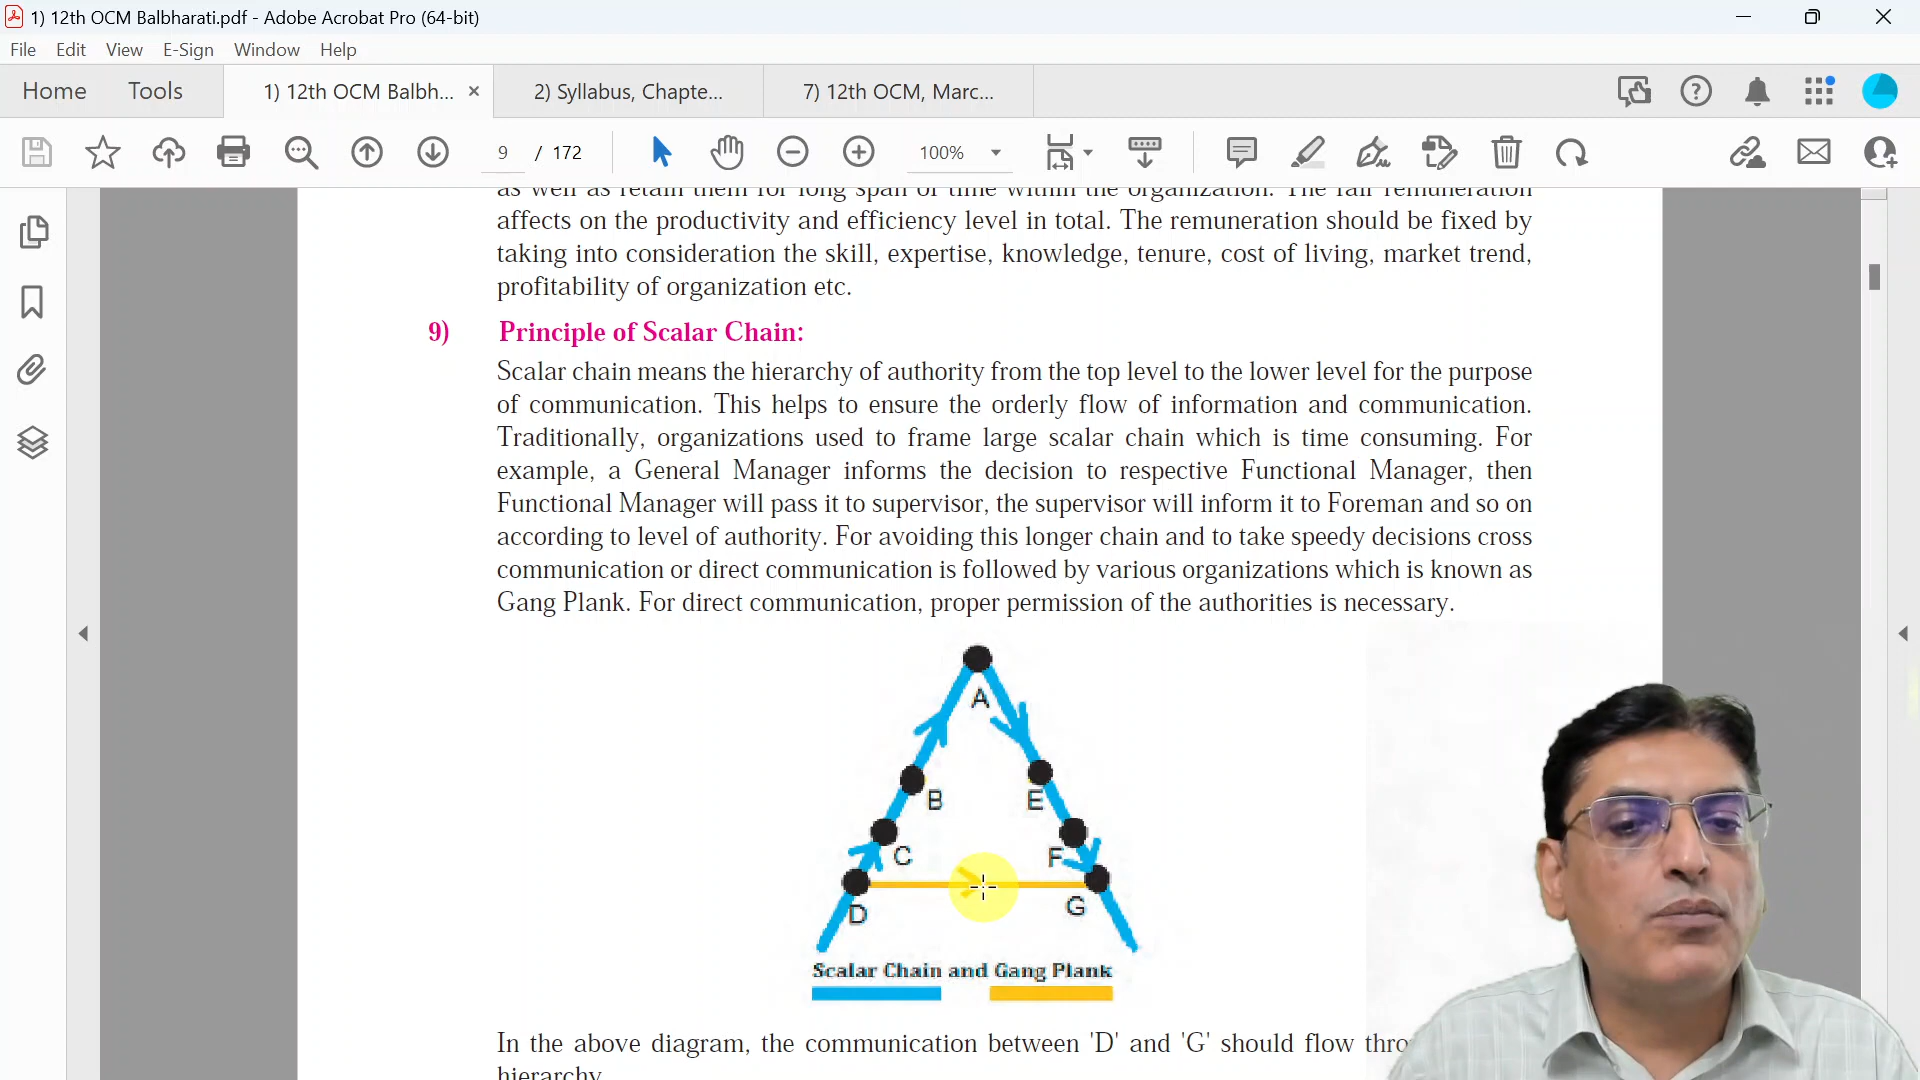 1) 12th OCM Balbharati.pdf - Adobe Acrobat Pro (64-bit)
File Edit View E-Sign Window Help
Home Tools 1) 12th OCM Balbh... 2) Syllabus, Chapte... 7) 12th OCM, Marc...
9 / 172 100%
as well as retain them for long span of time within the organization. The fair remuneration
affects on the productivity and efficiency level in total. The remuneration should be fixed by
taking into consideration the skill, expertise, knowledge, tenure, cost of living, market trend,
profitability of organization etc.
9) Principle of Scalar Chain:
Scalar chain means the hierarchy of authority from the top level to the lower level for the purpose
of communication. This helps to ensure the orderly flow of information and communication.
Traditionally, organizations used to frame large scalar chain which is time consuming. For
example, a General Manager informs the decision to respective Functional Manager, then
Functional Manager will pass it to supervisor, the supervisor will inform it to Foreman and so on
according to level of authority. For avoiding this longer chain and to take speedy decisions cross
communication or direct communication is followed by various organizations which is known as
Gang Plank. For direct communication, proper permission of the authorities is necessary.
A
B E
C F
D G
Scalar Chain and Gang Plank
In the above diagram, the communication between 'D' and 'G' should flow
hierarchy